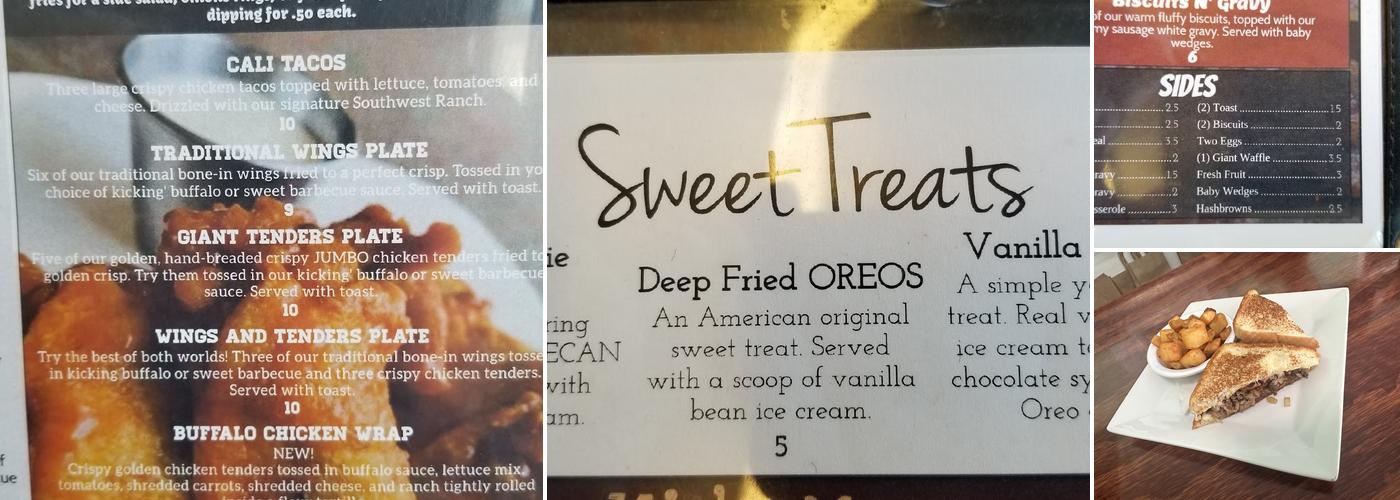 fries for a side salad,
dipping for .50 each.
CALI TACOS
Three large crispy chicken tacos topped with lettuce, tomatoes, and
cheese. Drizzled with our signature Southwest Ranch.
10
TRADITIONAL WINGS PLATE
Six of our traditional bone-in wings fried to a perfect crisp. Tossed in yo
choice of kicking' buffalo or sweet barbecue sauce. Served with toast.
9
GIANT TENDERS PLATE
Five of our golden, hand-breaded crispy JUMBO chicken tenders fried to
golden crisp. Try them tossed in our kicking' buffalo or sweet barbecue
sauce. Served with toast.
10
WINGS AND TENDERS PLATE
Try the best of both worlds! Three of our traditional bone-in wings tosse
in kicking buffalo or sweet barbecue and three crispy chicken tenders.
Served with toast.
10
BUFFALO CHICKEN WRAP
NEW!
Crispy golden chicken tenders tossed in buffalo sauce, lettuce mix,
tomatoes, shredded carrots, shredded cheese, and ranch tightly rolled
inside a flour tortilla
f
ue
Sweet Treats
ie
ring
ECAN
with
am.
Deep Fried OREOS
An American original
sweet treat. Served
with a scoop of vanilla
bean ice cream.
5
Vanilla
A simple y
treat. Real v
ice cream t
chocolate sy
Oreo
Biscuits N' Gravy
of our warm fluffy biscuits, topped with our
my sausage white gravy. Served with baby
wedges.
6
SIDES
2.5 (2) Toast 1.5
2.5 (2) Biscuits 2
eal 3.5 Two Eggs 2
2 (1) Giant Waffle 3.5
ravy 1.5 Fresh Fruit 3
ravy 2 Baby Wedges 2
sserole 3 Hashbrowns 2.5